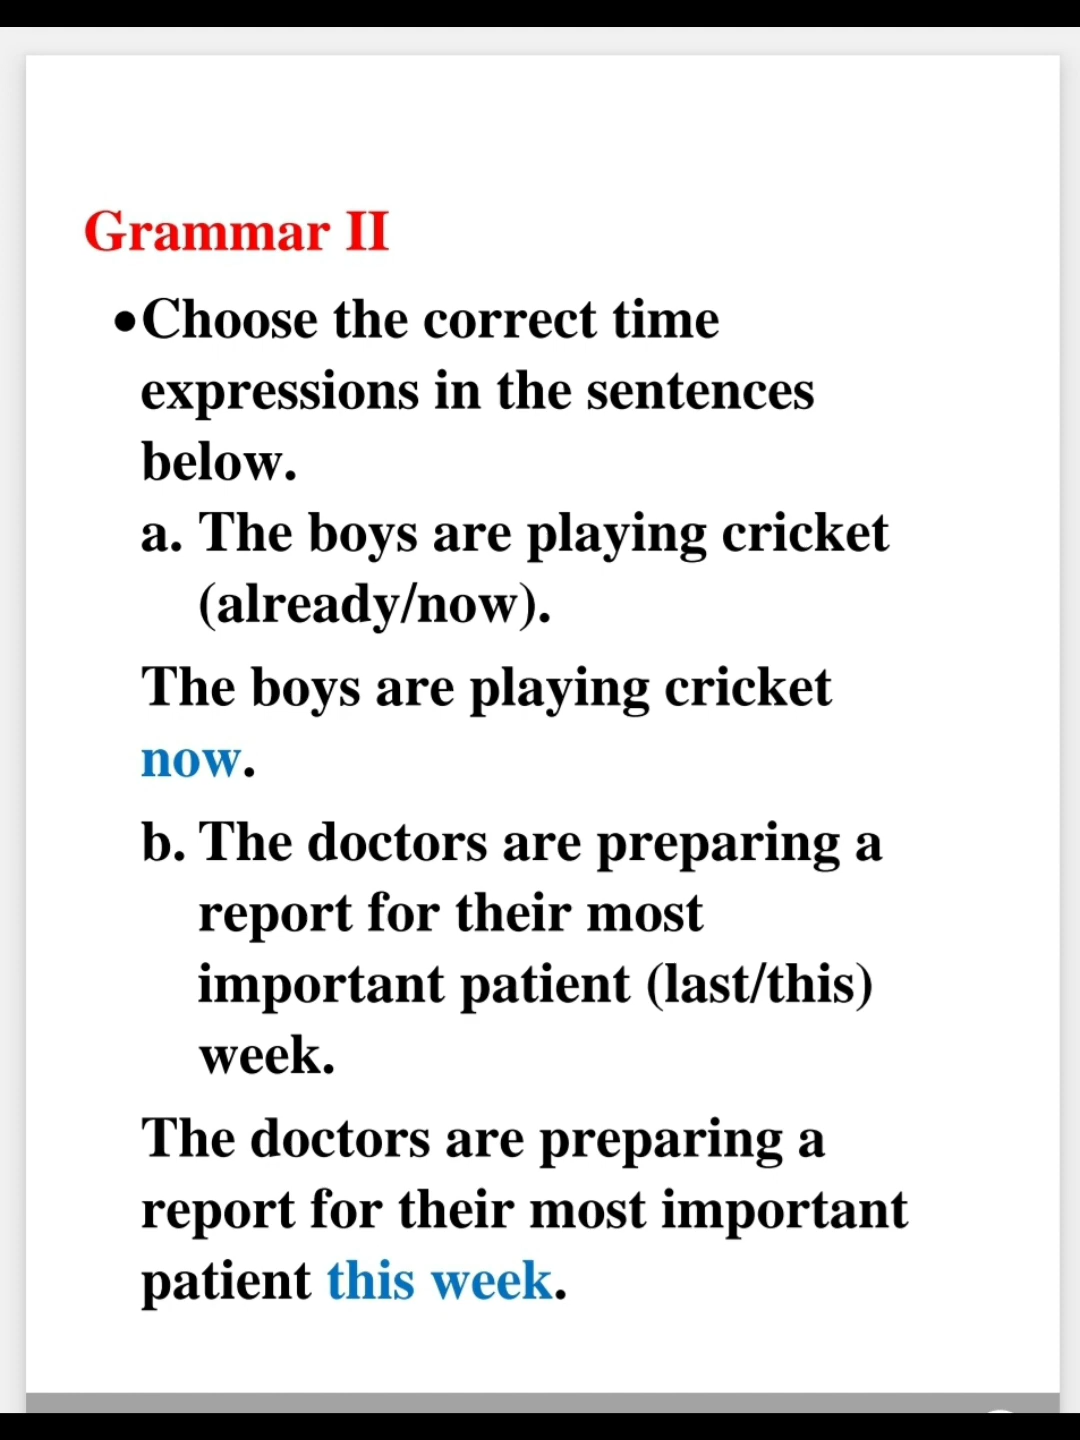 Grammar II
•Choose the correct time
expressions in the sentences
below.
a. The boys are playing cricket
(already/now).
The boys are playing cricket
now.
b. The doctors are preparing a
report for their most
important patient (last/this)
week.
The doctors are preparing a
report for their most important
patient this week.